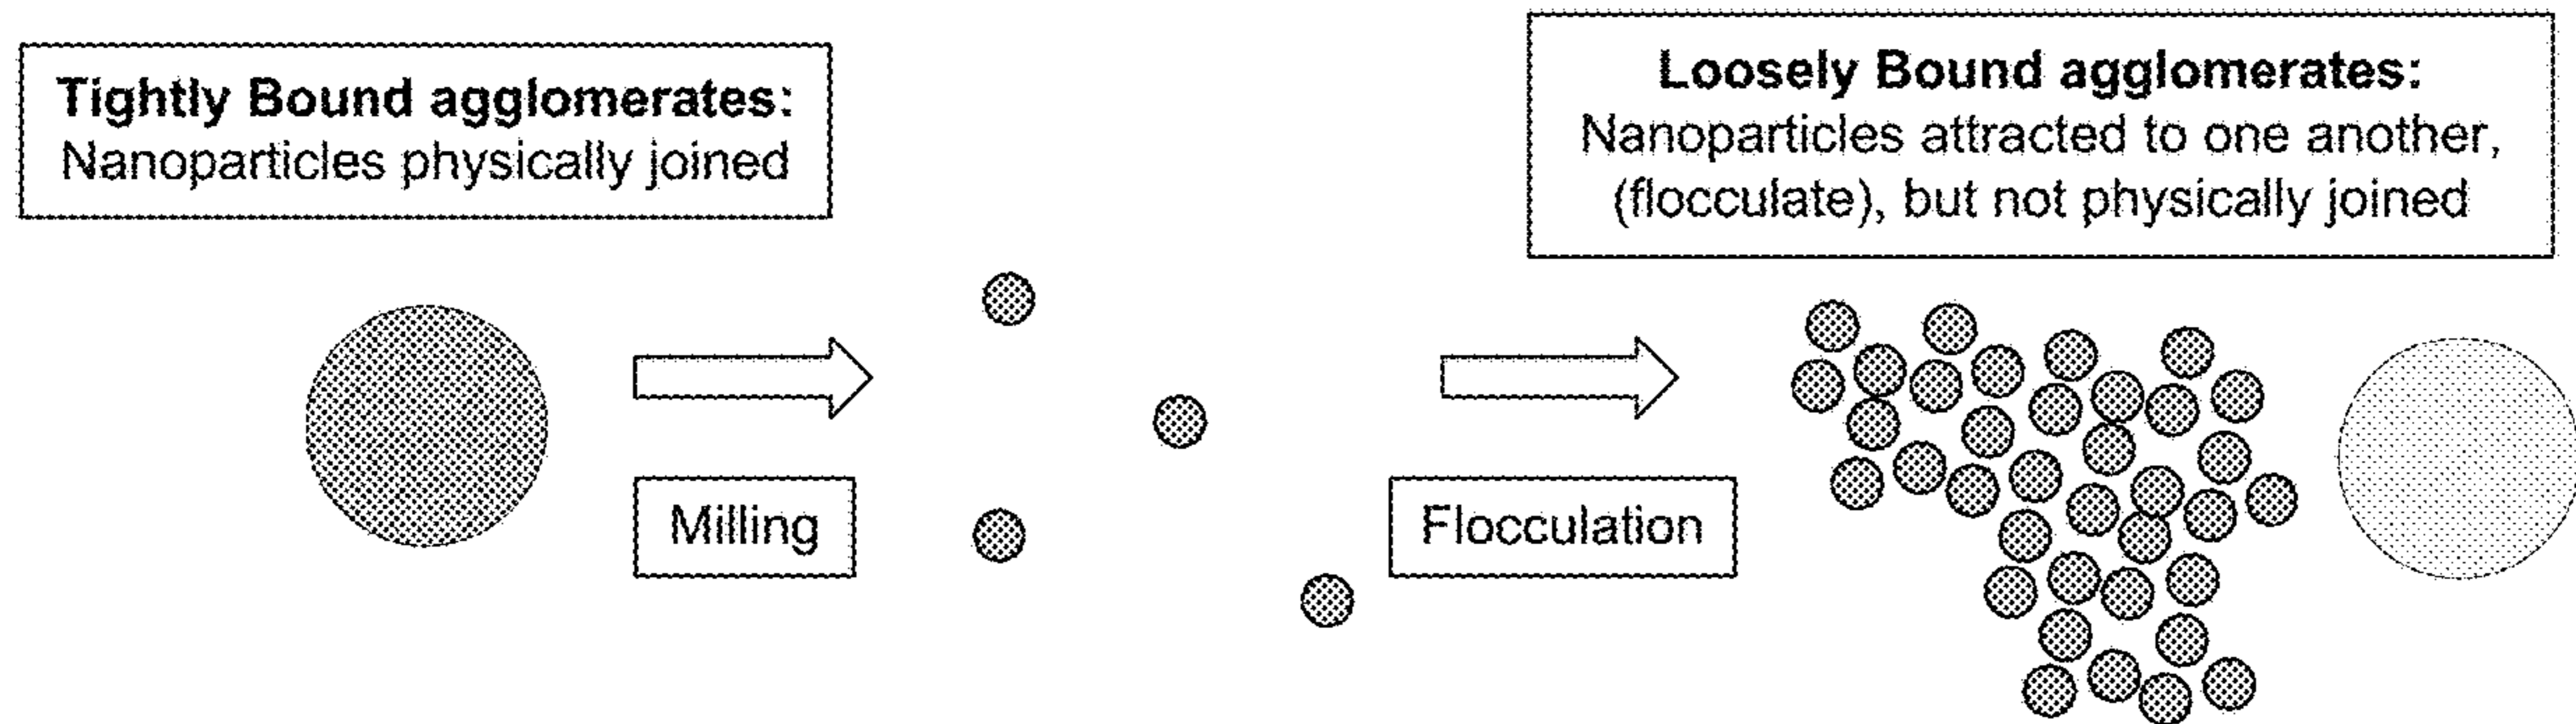 Tightly Bound agglomerates:
Nanoparticles physically joined
Loosely Bound agglomerates:
Nanoparticles attracted to one another,
(flocculate), but not physically joined
Milling
Flocculation